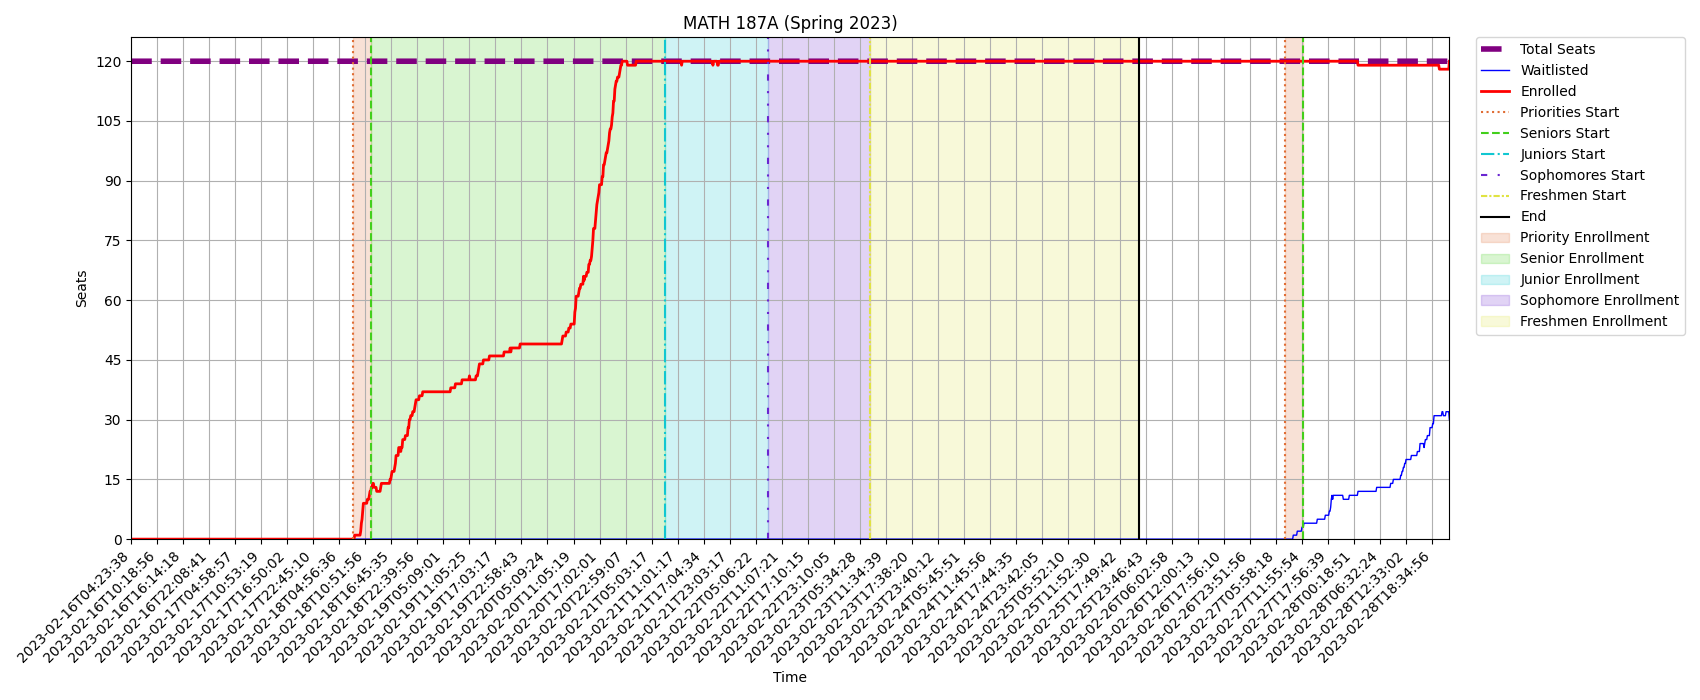 MATH 187A (Spring 2023)
Total Seats
Waitlisted
Enrolled
Priorities Start
Seniors Start
Juniors Start
Sophomores Start
Freshmen Start
End
Priority Enrollment
Senior Enrollment
Junior Enrollment
Sophomore Enrollment
Freshmen Enrollment
Seats
120
105
90
75
60
45
30
15
0
2023-02-16T04:23:38
2023-02-16T10:18:56
2023-02-16T16:14:18
2023-02-16T22:08:41
2023-02-17T04:58:57
2023-02-17T10:53:19
2023-02-17T16:50:02
2023-02-17T22:45:10
2023-02-18T04:56:36
2023-02-18T10:51:56
2023-02-18T16:45:35
2023-02-18T22:39:56
2023-02-19T05:09:01
2023-02-19T11:05:25
2023-02-19T17:03:17
2023-02-19T22:58:43
2023-02-20T05:09:24
2023-02-20T11:05:19
2023-02-20T17:02:01
2023-02-20T22:59:07
2023-02-21T05:03:17
2023-02-21T11:01:17
2023-02-21T17:04:34
2023-02-21T23:03:17
2023-02-22T05:06:22
2023-02-22T11:07:21
2023-02-22T17:10:15
2023-02-22T23:10:05
2023-02-23T05:34:28
2023-02-23T11:34:39
2023-02-23T17:38:20
2023-02-23T23:40:12
2023-02-24T05:45:51
2023-02-24T11:45:56
2023-02-24T17:44:35
2023-02-24T23:42:05
2023-02-25T05:52:10
2023-02-25T11:52:30
2023-02-25T17:49:42
2023-02-25T23:46:43
2023-02-26T06:02:58
2023-02-26T12:00:13
2023-02-26T17:56:10
2023-02-26T23:51:56
2023-02-27T05:58:18
2023-02-27T11:55:54
2023-02-27T17:56:39
2023-02-28T00:18:51
2023-02-28T06:32:24
2023-02-28T12:33:02
2023-02-28T18:34:56
Time